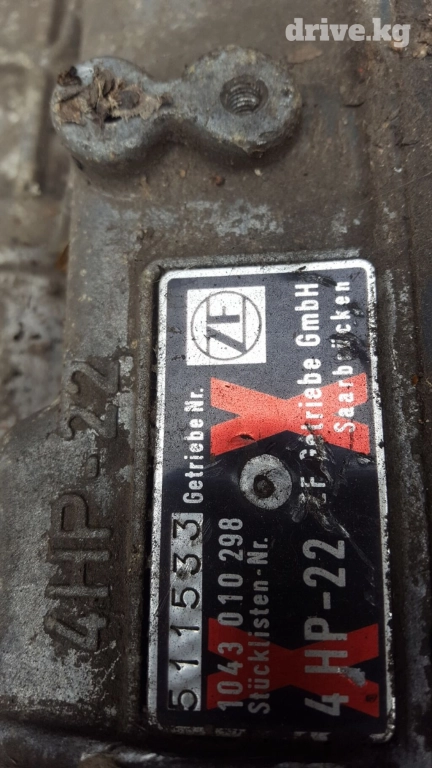 drive.kg
4HP-22
ZF
Getriebe Nr.
511533
1043 010 298
Stücklisten-Nr.
ZF Getriebe GmbH
Saarbrücken
4 HP-22